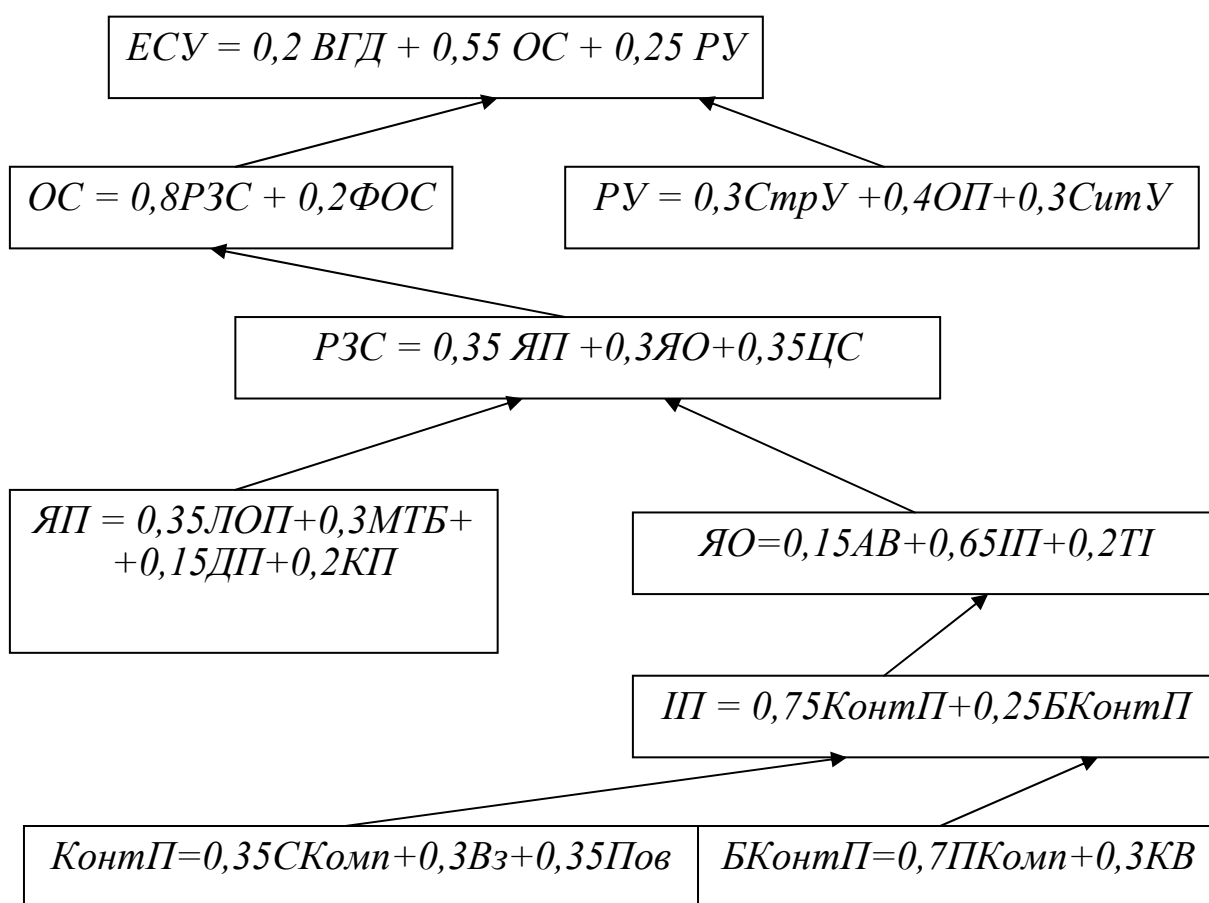 ЕСУ = 0,2 ВГД + 0,55 ОС + 0,25 РУ
ОС = 0,8РЗС + 0,2ФОС
РУ = 0,3СтрУ +0,4ОП+0,3СитУ
РЗС = 0,35 ЯП +0,3ЯО+0,35ЦС
ЯП = 0,35ЛОП+0,3МТБ+
+0,15ДП+0,2КП
ЯО=0,15АВ+0,65ІП+0,2ТІ
ІП = 0,75КонтП+0,25БКонтП
КонтП=0,35СКомп+0,3Вз+0,35Пов
БКонтП=0,7ПКомп+0,3КВ